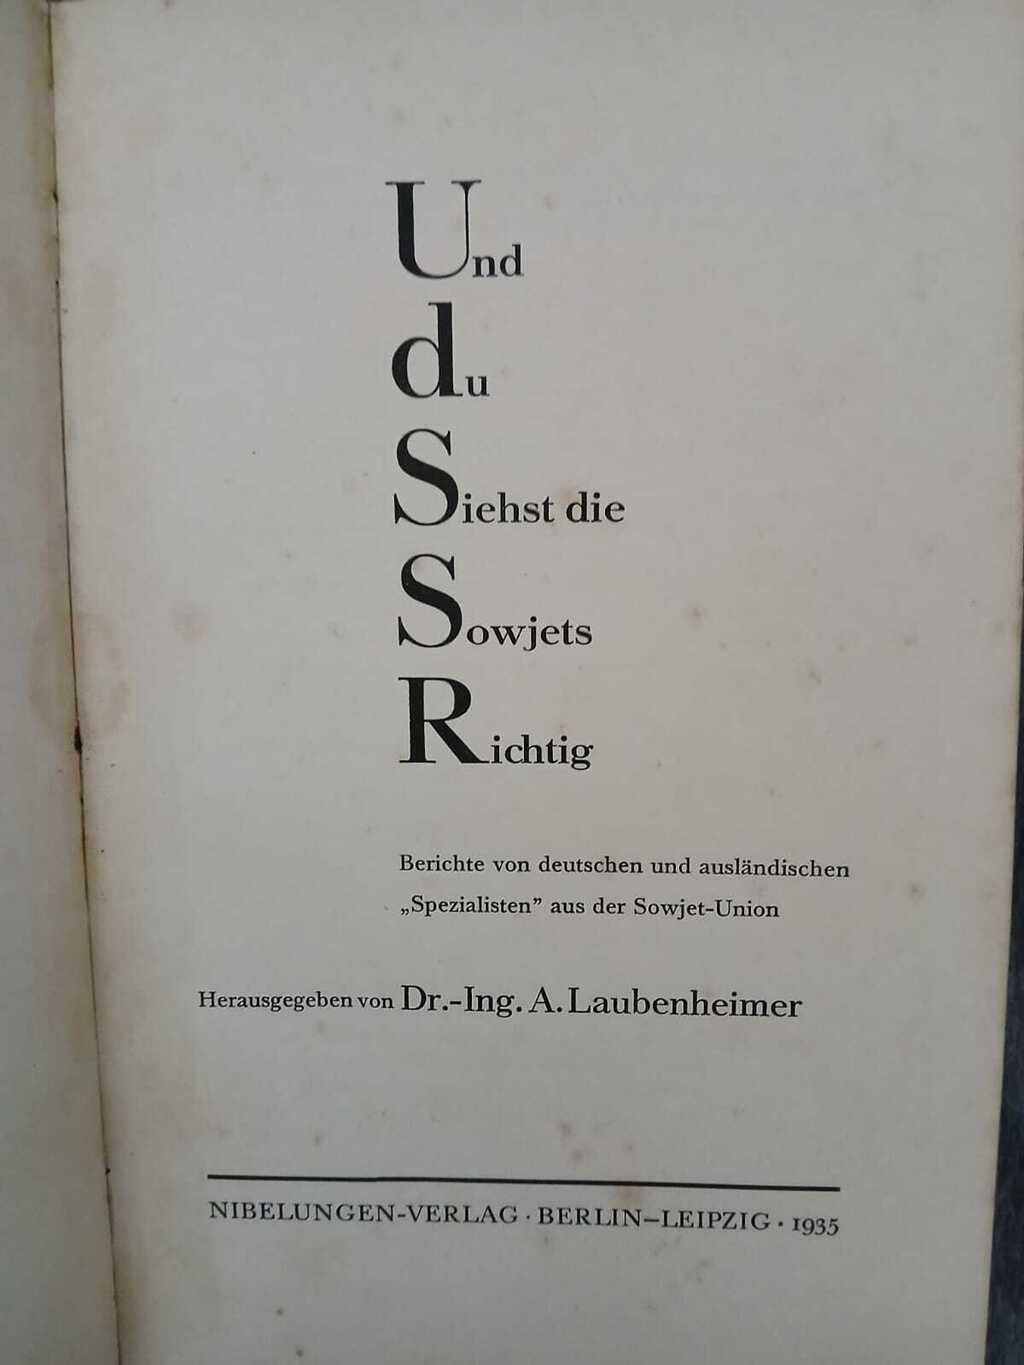 Und
du
Siehst die
Sowjets
Richtig
Berichte von deutschen und ausländischen
„Spezialisten” aus der Sowjet-Union
Herausgegeben von Dr.-Ing. A. Laubenheimer
NIBELUNGEN-VERLAG · BERLIN–LEIPZIG · 1935